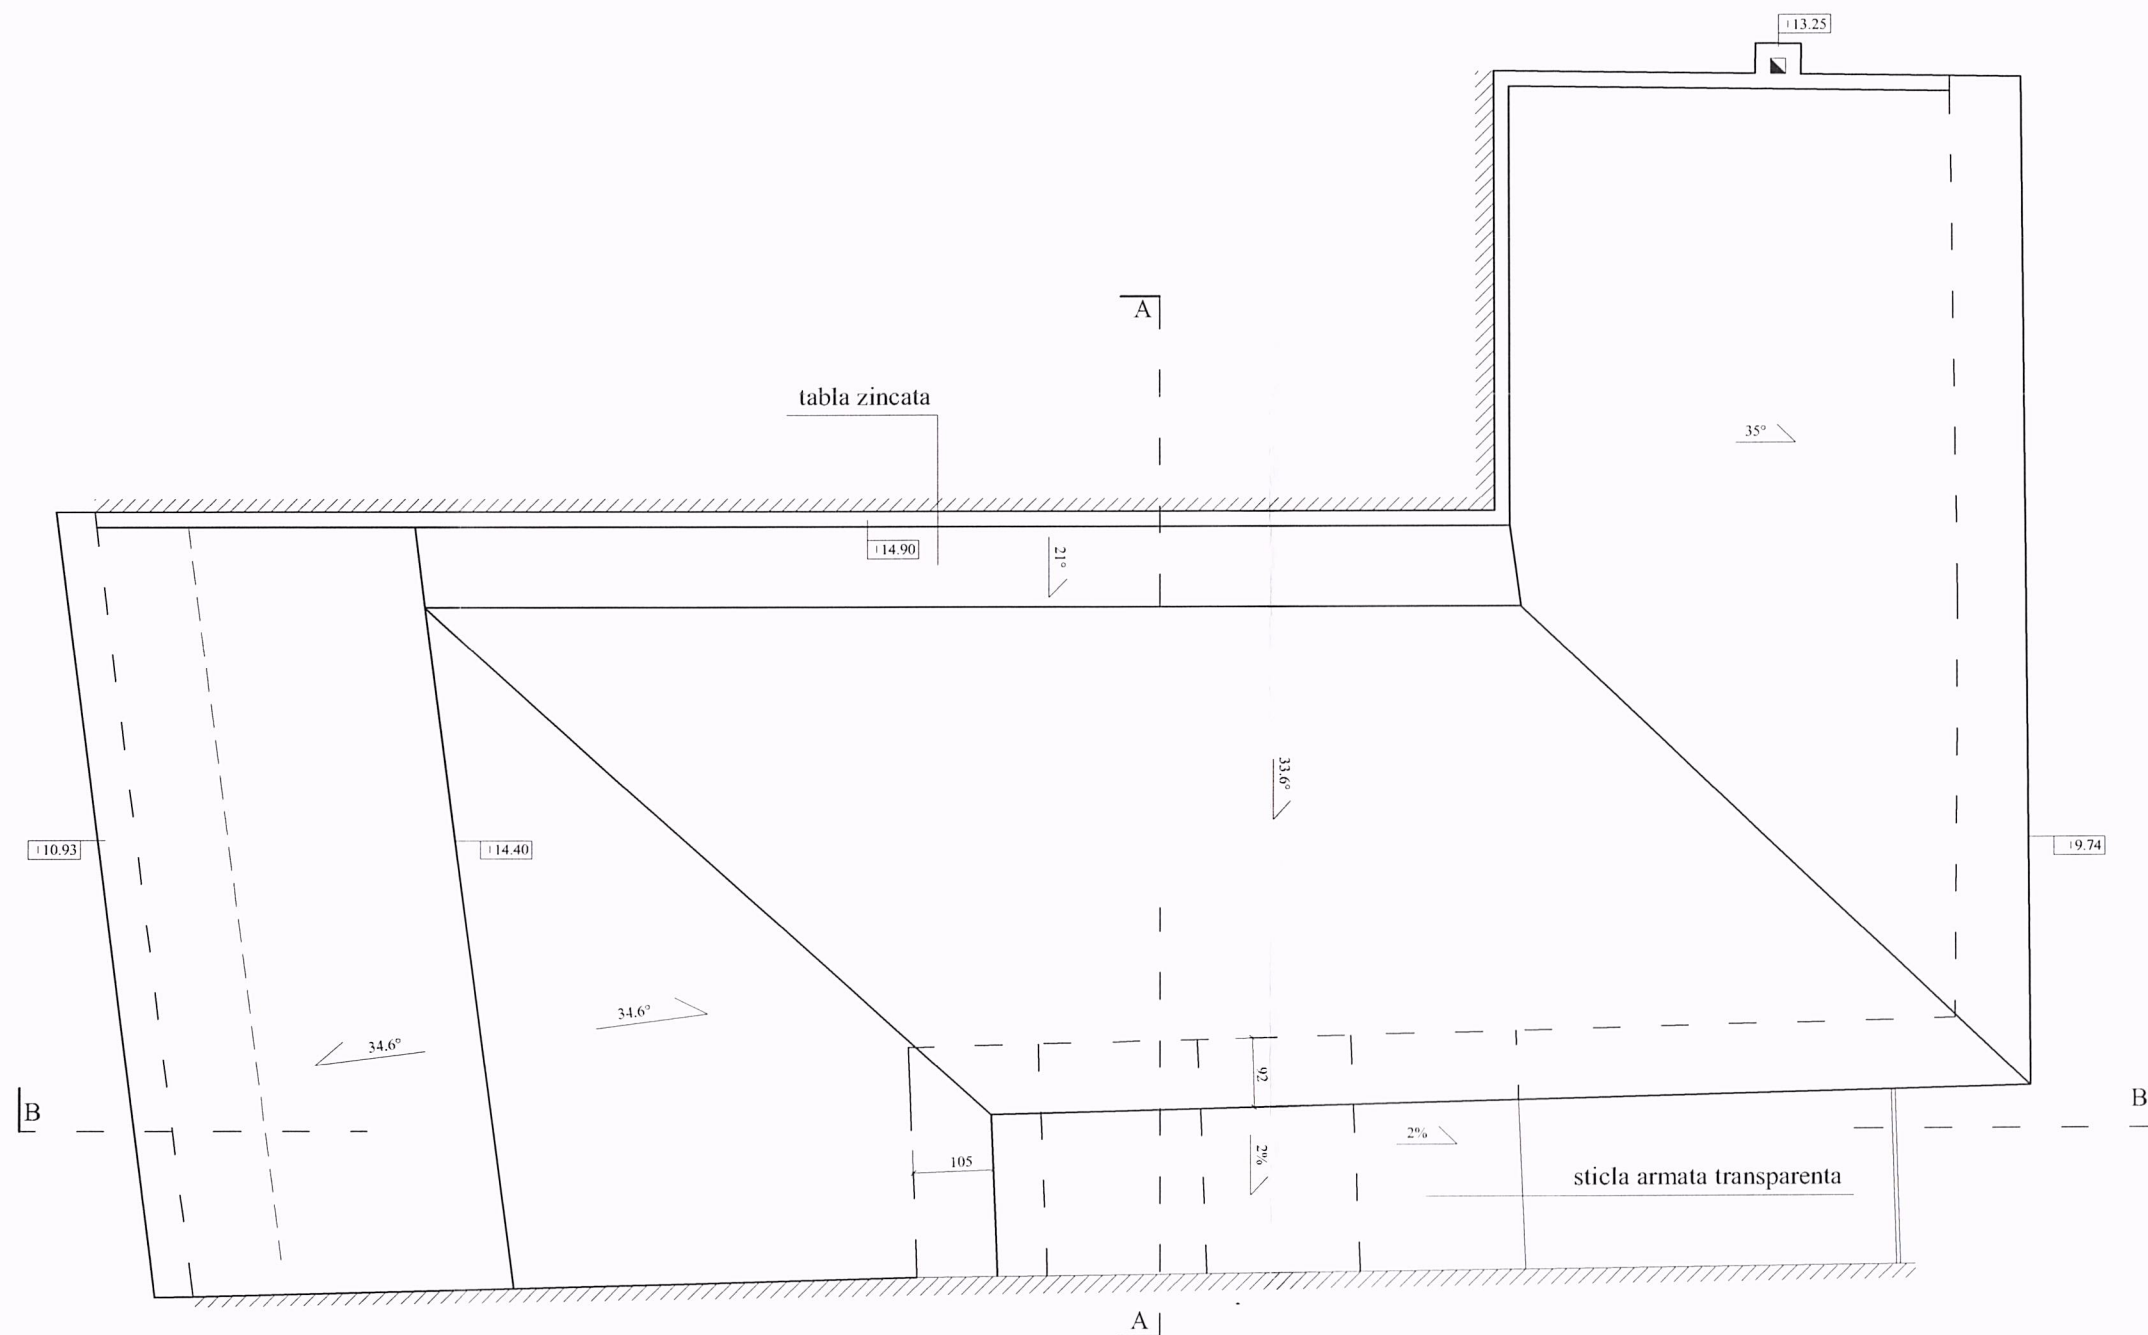 +13.25
A
tabla zincata
35°
+14.90
21°
33.6°
+10.93
+14.40
+9.74
34.6°
34.6°
92
B
B
2%
2%
105
sticla armata transparenta
A